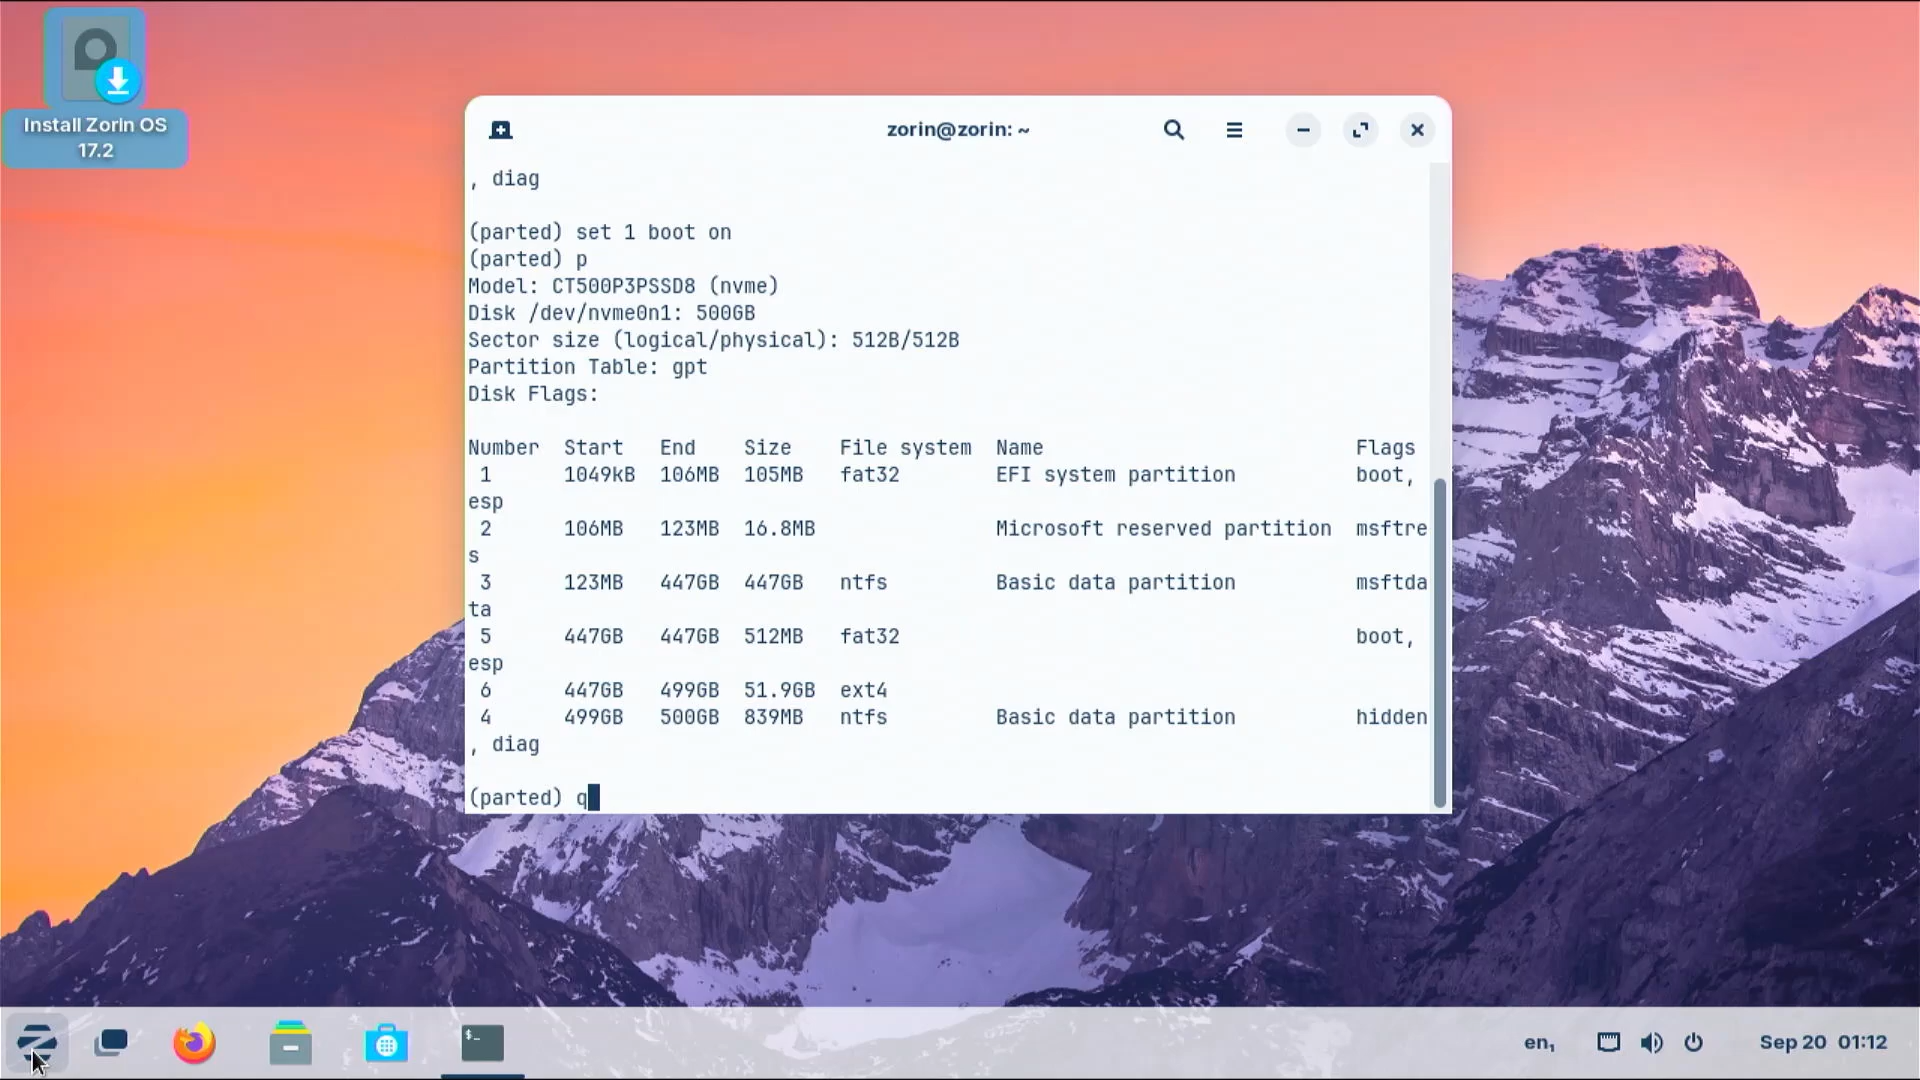 Install Zorin OS
17.2
zorin@zorin: ~
, diag
(parted) set 1 boot on
(parted) p
Model: CT500P3PSSD8 (nvme)
Disk /dev/nvme0n1: 500GB
Sector size (logical/physical): 512B/512B
Partition Table: gpt
Disk Flags:
Number  Start   End    Size    File system  Name                          Flags
 1      1049kB  106MB  105MB   fat32        EFI system partition          boot,
esp
 2      106MB   123MB  16.8MB               Microsoft reserved partition  msftre
s
 3      123MB   447GB  447GB   ntfs         Basic data partition          msftda
ta
 5      447GB   447GB  512MB   fat32                                      boot,
esp
 6      447GB   499GB  51.9GB  ext4
 4      499GB   500GB  839MB   ntfs         Basic data partition          hidden
, diag
(parted) q
$_
en₁
Sep 20  01:12